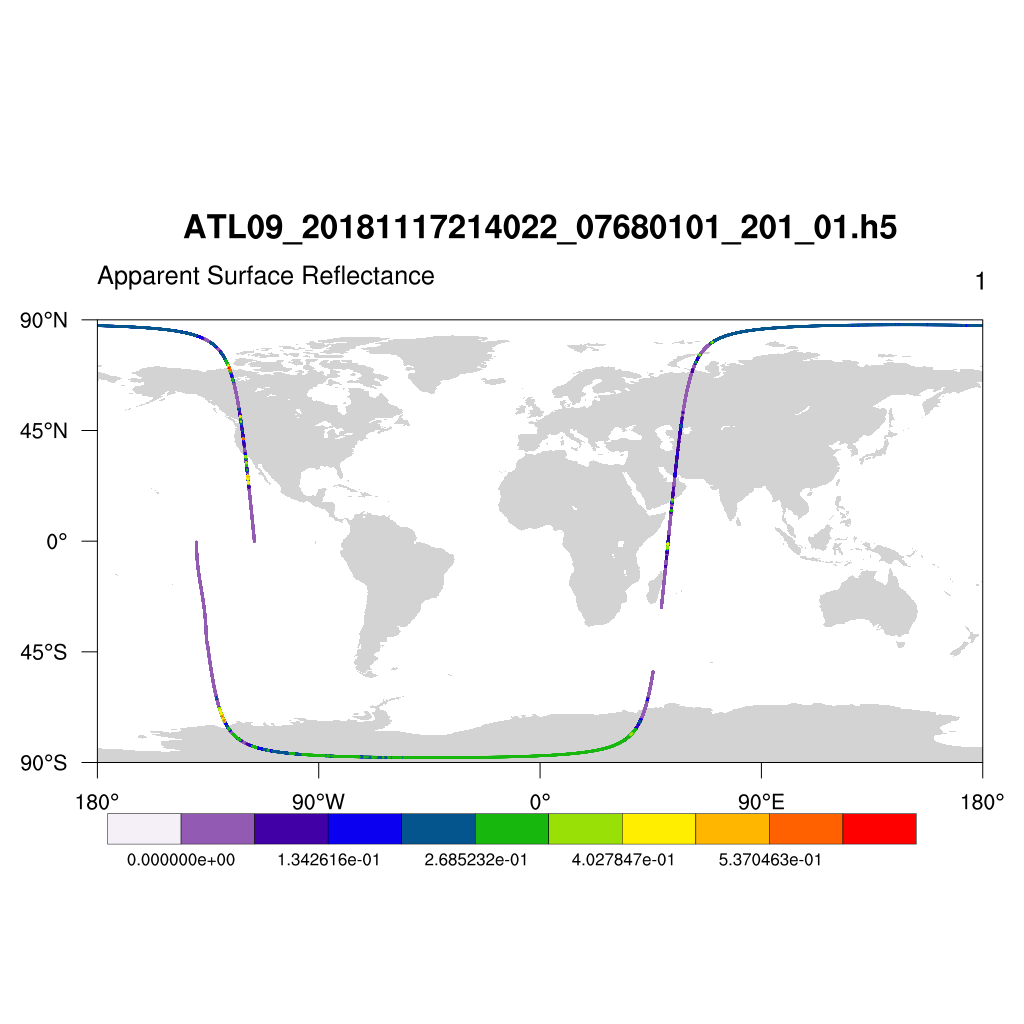 ATL09_20181117214022_07680101_201_01.h5
Apparent Surface Reflectance
1
90°N
45°N
0°
45°S
90°S
180° 90°W 0° 90°E 180°
0.000000e+00 1.342616e-01 2.685232e-01 4.027847e-01 5.370463e-01